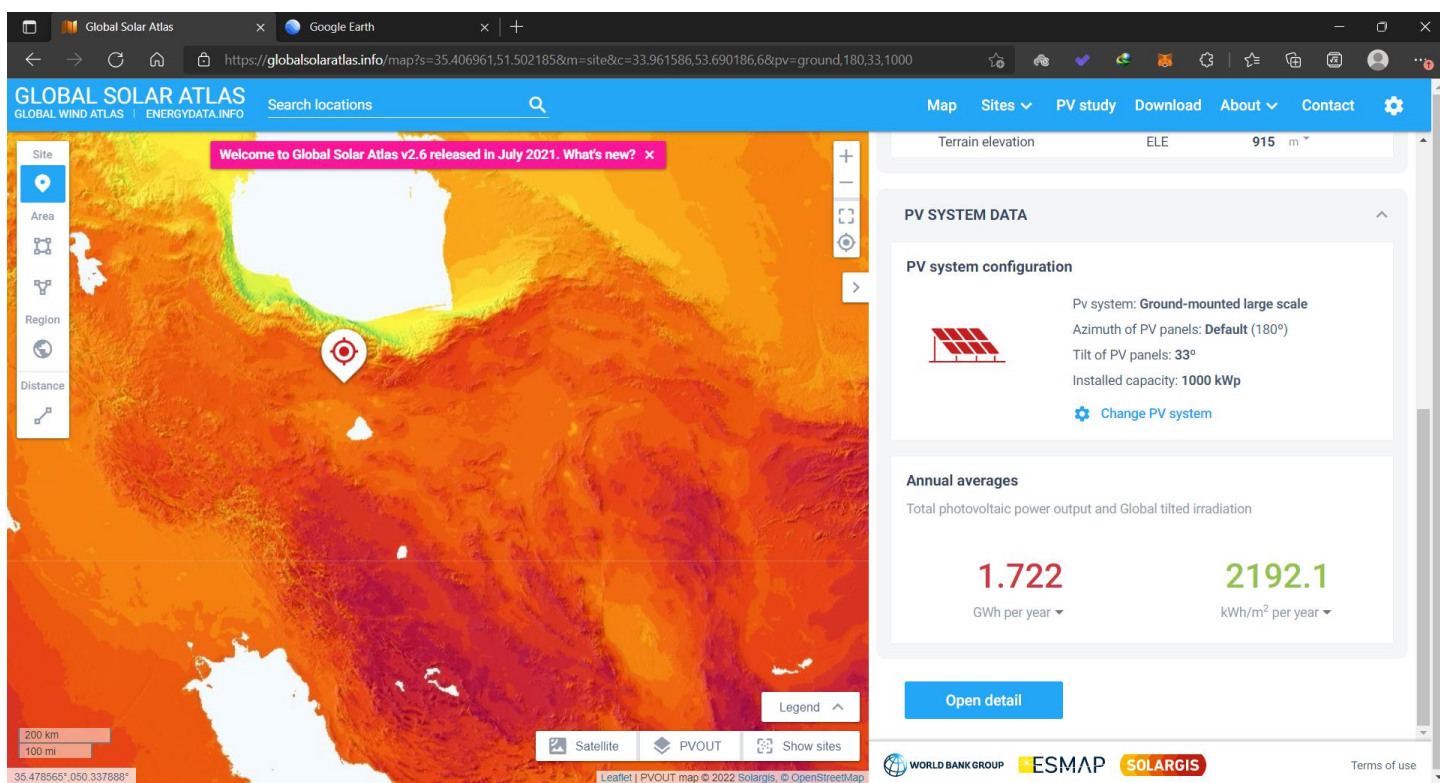 Global Solar Atlas
Google Earth
https://globalsolaratlas.info/map?s=35.406961,51.502185&m=site&c=33.961586,53.690186,6&pv=ground,180,33,1000
GLOBAL SOLAR ATLAS
GLOBAL WIND ATLAS | ENERGYDATA.INFO
Search locations
Map Sites PV study Download About Contact
Site
Area
Region
Distance
Welcome to Global Solar Atlas v2.6 released in July 2021. What's new? ×
Legend
Satellite
PVOUT
Show sites
200 km
100 mi
35.478565°,050.337888°
Leaflet | PVOUT map © 2022 Solargis, © OpenStreetMap
Terrain elevation ELE 915 m
PV SYSTEM DATA
PV system configuration
Pv system: Ground-mounted large scale
Azimuth of PV panels: Default (180º)
Tilt of PV panels: 33º
Installed capacity: 1000 kWp
Change PV system
Annual averages
Total photovoltaic power output and Global tilted irradiation
1.722 2192.1
GWh per year kWh/m² per year
Open detail
WORLD BANK GROUP ESMAP SOLARGIS
Terms of use